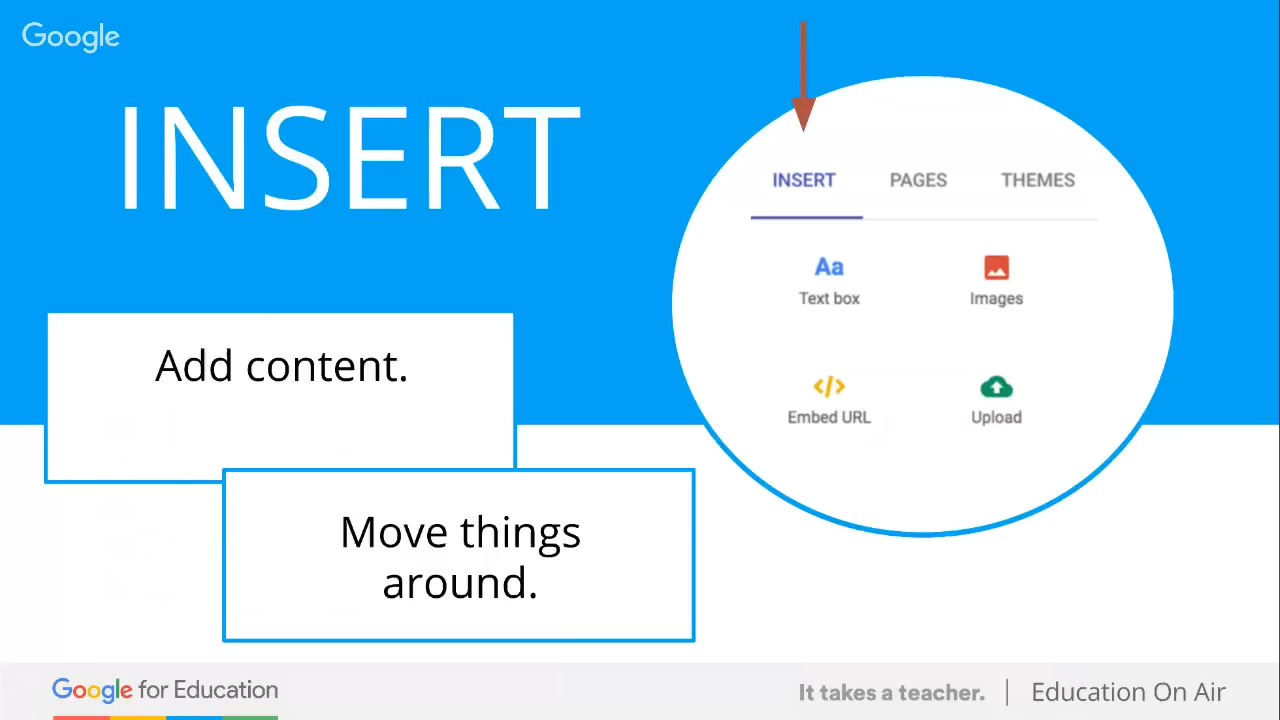 Google
INSERT
INSERT PAGES THEMES
Aa
Text box Images
Embed URL Upload
Add content.
Move things
around.
Google for Education
It takes a teacher. | Education On Air